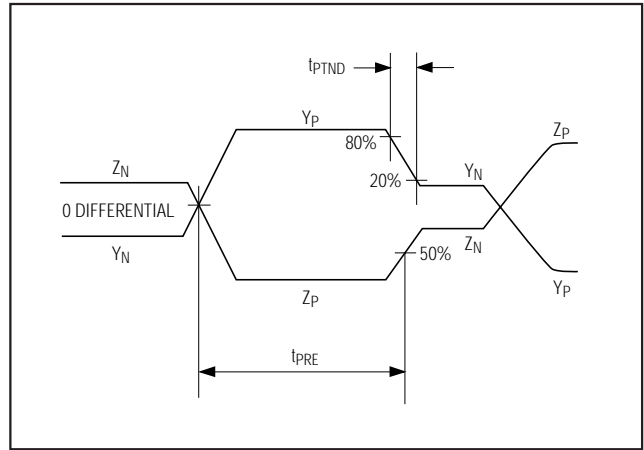 tPTND
YP
ZP
80%
ZN
YN
20%
0 DIFFERENTIAL
ZN
50%
YN
ZP
YP
tPRE